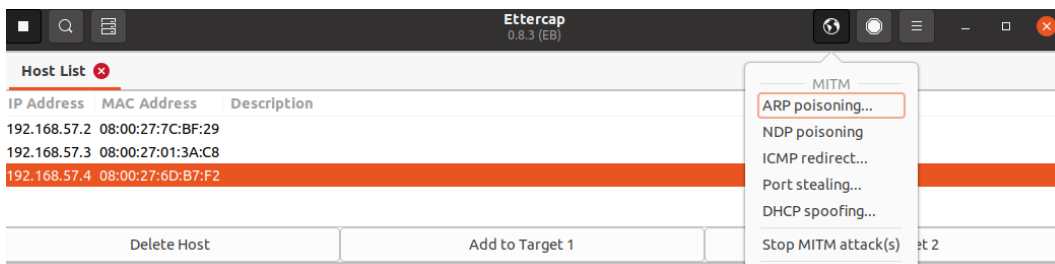 Ettercap
0.8.3 (EB)
Host List
IP Address MAC Address Description
192.168.57.2 08:00:27:7C:BF:29
192.168.57.3 08:00:27:01:3A:C8
192.168.57.4 08:00:27:6D:B7:F2
Delete Host Add to Target 1 et 2
MITM
ARP poisoning...
NDP poisoning
ICMP redirect...
Port stealing...
DHCP spoofing...
Stop MITM attack(s)